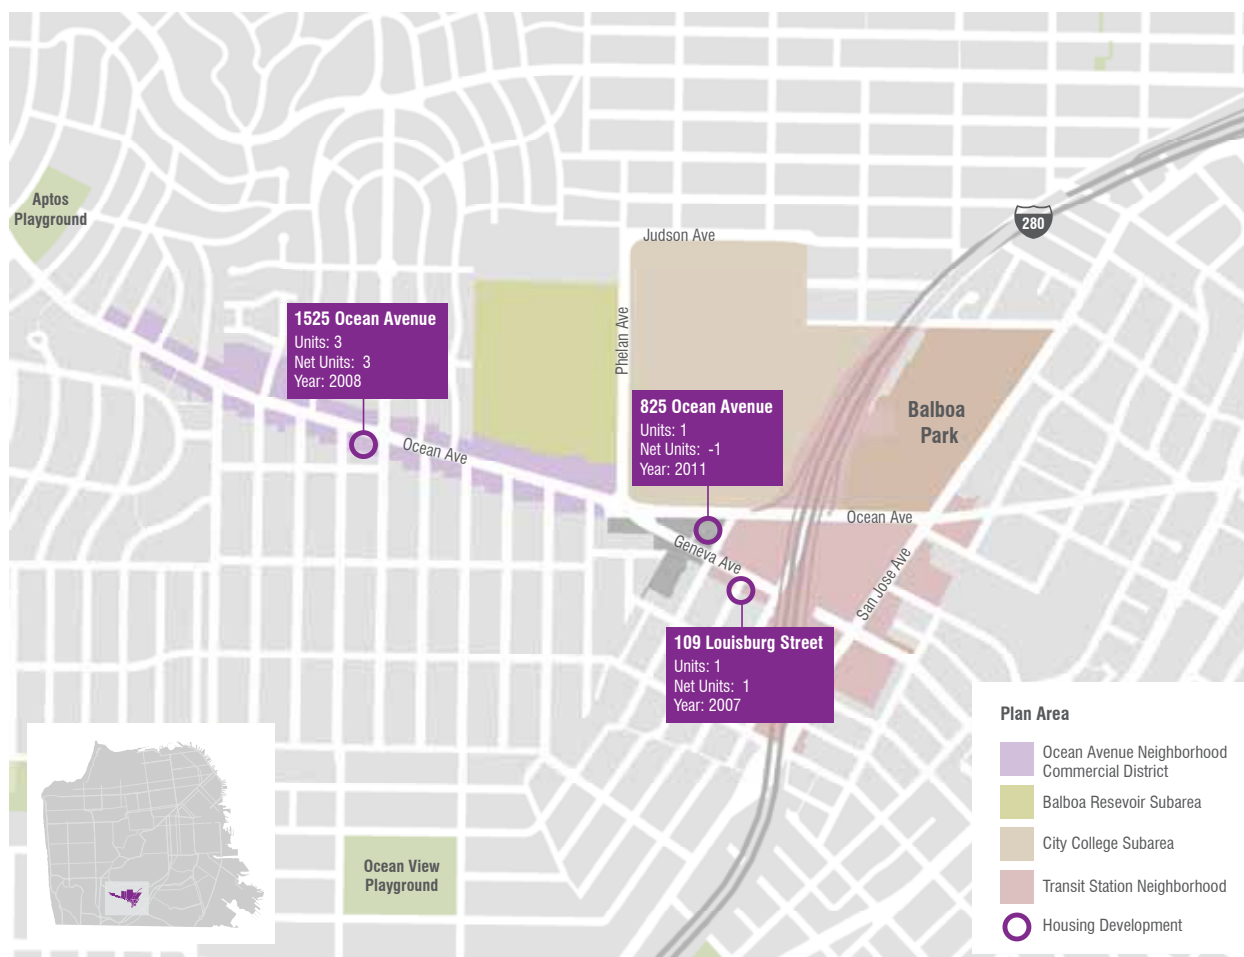 Aptos
Playground
Judson Ave
280
1525 Ocean Avenue
Units: 3
Net Units: 3
Year: 2008
Phelan Ave
825 Ocean Avenue
Units: 1
Net Units: -1
Year: 2011
Balboa
Park
Ocean Ave
Ocean Ave
Geneva Ave
San Jose Ave
109 Louisburg Street
Units: 1
Net Units: 1
Year: 2007
Ocean View
Playground
Plan Area
Ocean Avenue Neighborhood
Commercial District
Balboa Resevoir Subarea
City College Subarea
Transit Station Neighborhood
Housing Development